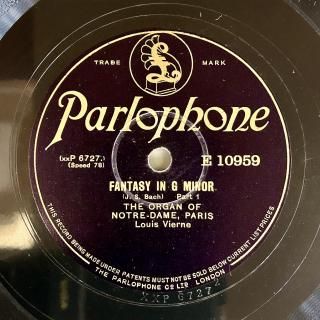 TRADE MARK
Parlophone
(xxP 6727.)
(Speed 78)
E 10959
FANTASY IN G MINOR
(J. S. Bach) Part 1
THE ORGAN OF
NOTRE-DAME, PARIS
Louis Vierne
THIS RECORD BEING MADE UNDER PATENTS MUST NOT BE SOLD BELOW CURRENT LIST PRICES
THE PARLOPHONE CO LTD LONDON
XXP 6727